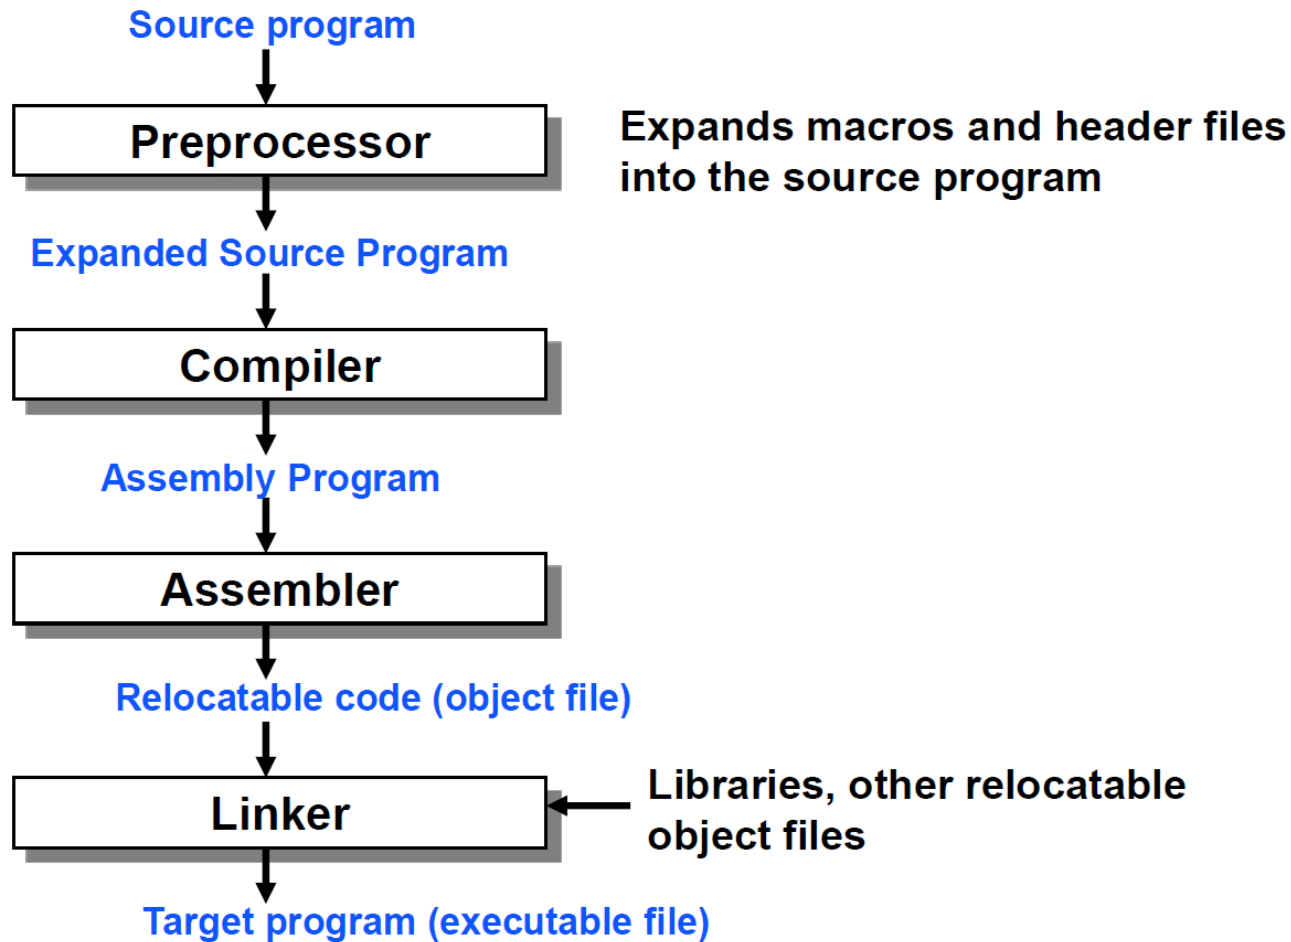 Source program
Preprocessor
Expands macros and header files
into the source program
Expanded Source Program
Compiler
Assembly Program
Assembler
Relocatable code (object file)
Linker
Libraries, other relocatable
object files
Target program (executable file)